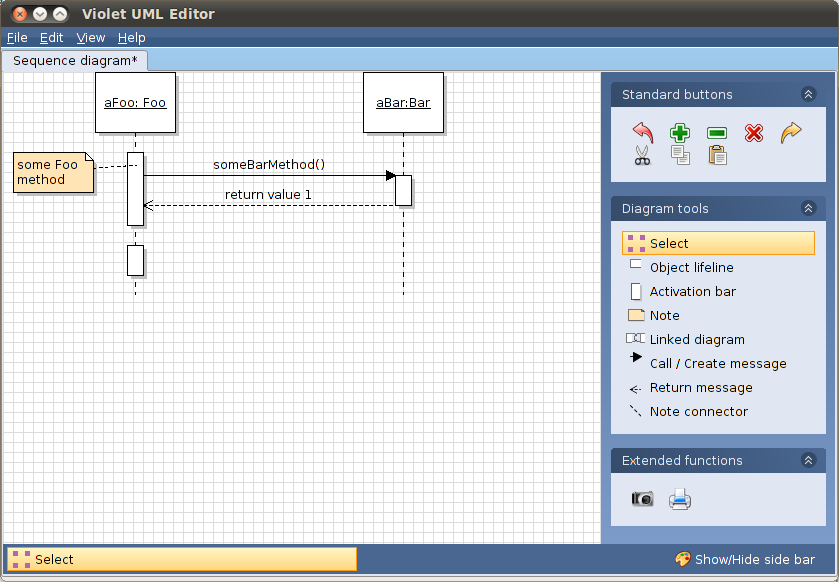 Violet UML Editor
File Edit View Help
Sequence diagram*
aFoo: Foo
aBar:Bar
some Foo
method
someBarMethod()
return value 1
Standard buttons
Diagram tools
Select
Object lifeline
Activation bar
Note
Linked diagram
Call / Create message
Return message
Note connector
Extended functions
Select
Show/Hide side bar